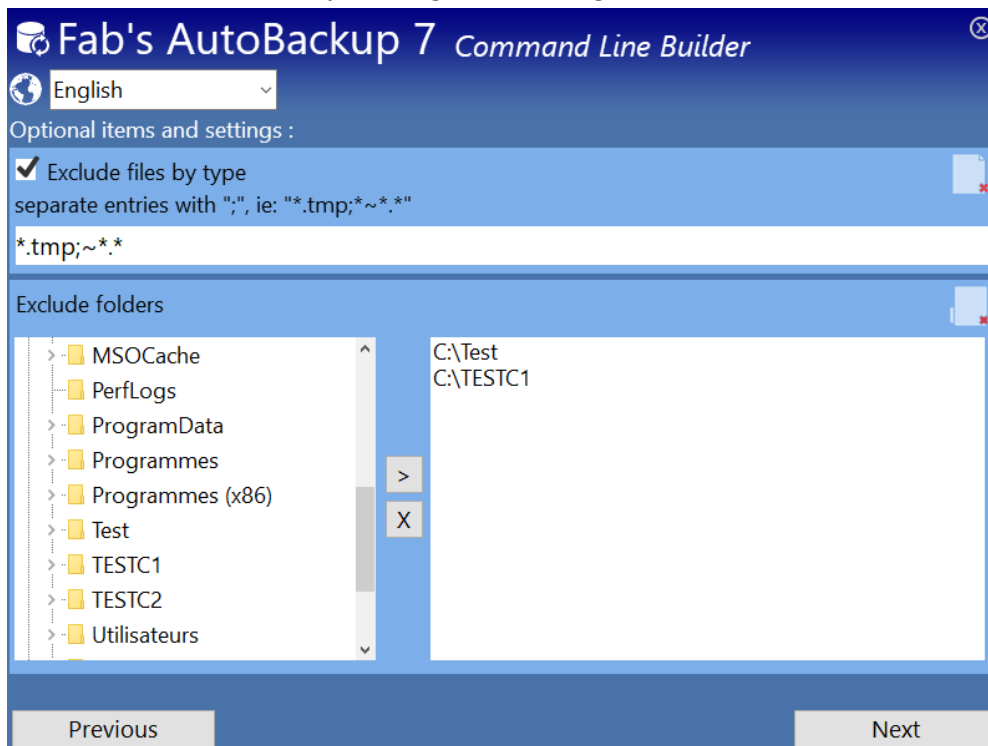 Fab's AutoBackup 7 Command Line Builder
English
Optional items and settings :
Exclude files by type
separate entries with ";", ie: "*.tmp;*~*.*"
*.tmp;~*.*
Exclude folders
MSOCache
PerfLogs
ProgramData
Programmes
Programmes (x86)
Test
TESTC1
TESTC2
Utilisateurs
>
X
C:\Test
C:\TESTC1
Previous
Next